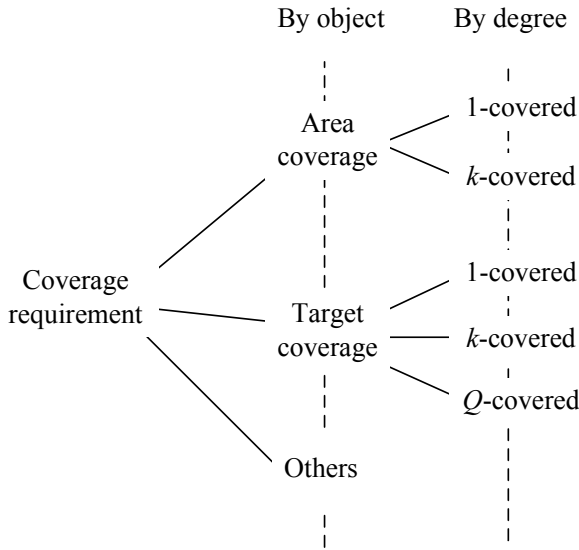 By object
By degree
Area
coverage
1-covered
k-covered
Coverage
requirement
Target
coverage
1-covered
k-covered
Q-covered
Others